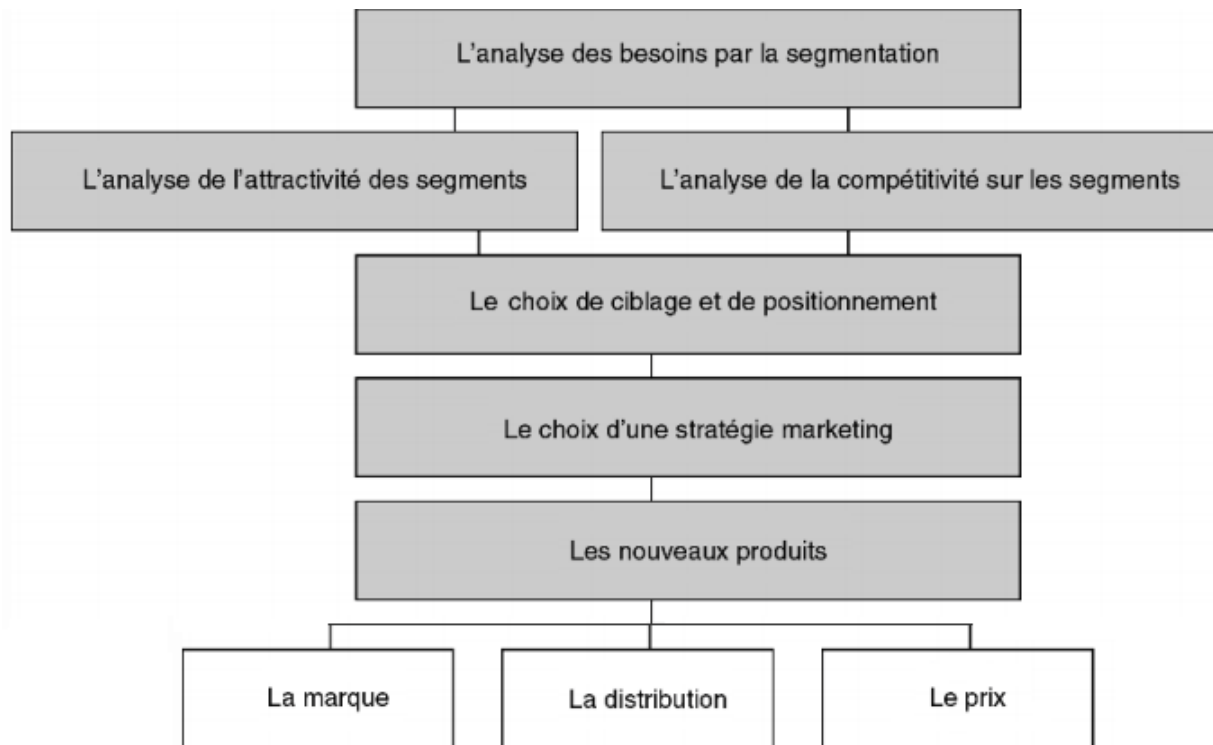 L'analyse des besoins par la segmentation
L'analyse de l'attractivité des segments
L'analyse de la compétitivité sur les segments
Le choix de ciblage et de positionnement
Le choix d'une stratégie marketing
Les nouveaux produits
La marque
La distribution
Le prix